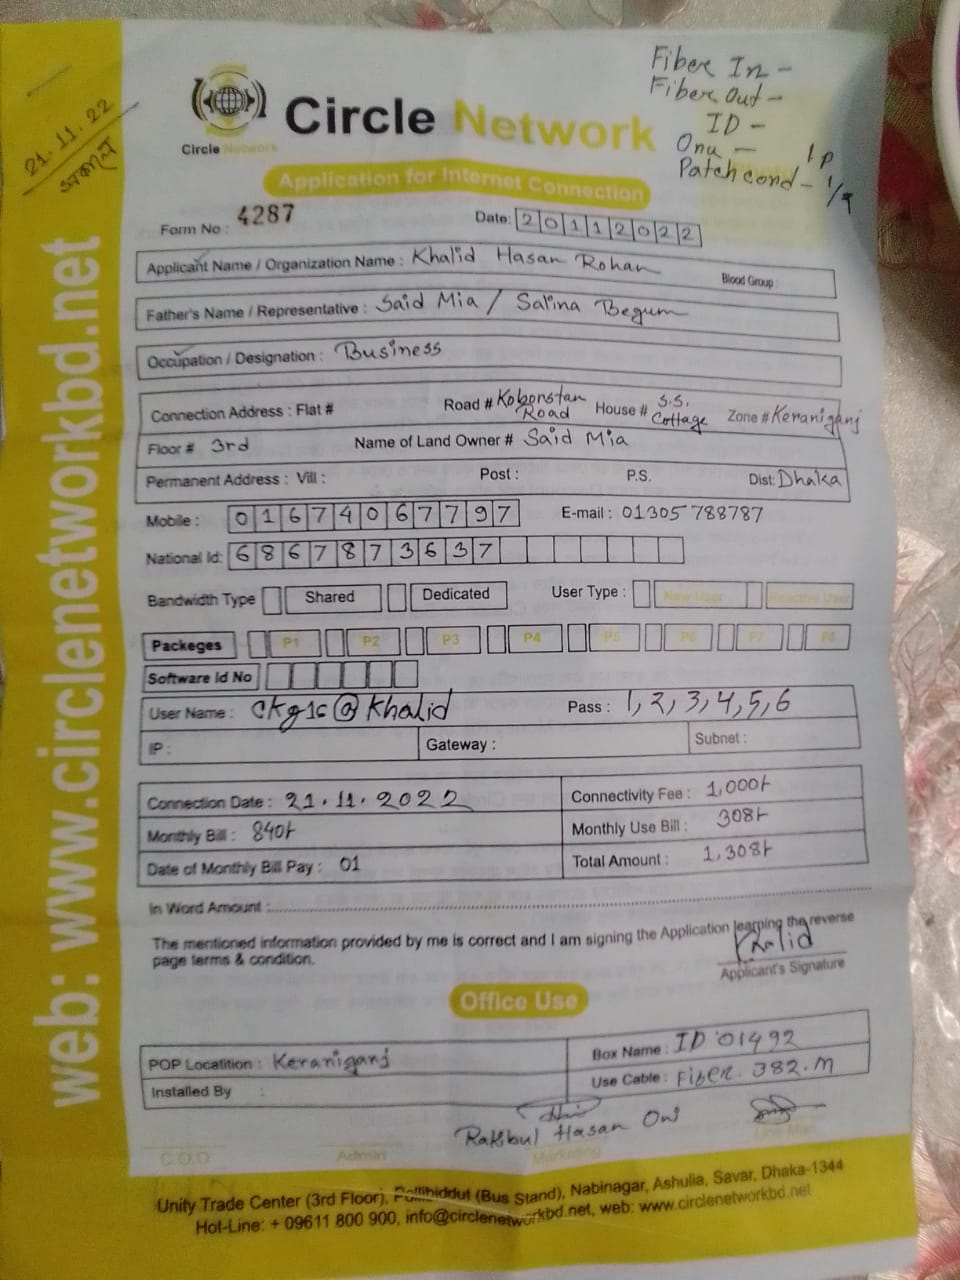 Fiber In -
Fiber Out -
ID -
Onu - 1P
Patch cord - 1/
21.11.22
Circle Network
Circle Network
Application for Internet Connection
Form No : 4287
Date: 20112022
Applicant Name / Organization Name : Khalid Hasan Rohan Blood Group :
Father's Name / Representative : Said Mia / Salina Begum
Occupation / Designation : Business
Connection Address : Flat # Road # Kobonstan Road House # S.S. Cottage Zone # Keraniganj
Floor # 3rd Name of Land Owner # Said Mia
Permanent Address : Vill : Post : P.S. Dist: Dhaka
Mobile : 01674067797 E-mail : 01305788787
National Id: 6867873637
Bandwidth Type Shared Dedicated User Type : New User Reactive User
Packeges P1 P2 P3 P4 P5 P6 P7 P8
Software Id No
User Name : ckg1c@khalid Pass : 1,2,3,4,5,6
IP : Gateway : Subnet :
Connection Date : 21.11.2022 Connectivity Fee : 1,000/-
Monthly Bill : 840/- Monthly Use Bill : 308/-
Date of Monthly Bill Pay : 01 Total Amount : 1,308/-
In Word Amount :
The mentioned information provided by me is correct and I am signing the Application learning the reverse
page terms & condition.
Khalid
Applicant's Signature
Office Use
POP Locatition : Keraniganj Box Name : ID 01492
Installed By : Use Cable : Fiber. 382.M
Rakibul Hasan Oni
C.O.O Admin Marketing Line Man
Unity Trade Center (3rd Floor), Pollibiddut (Bus Stand), Nabinagar, Ashulia, Savar, Dhaka-1344
Hot-Line: + 09611 800 900, info@circlenetworkbd.net, web: www.circlenetworkbd.net
web: www.circlenetworkbd.net